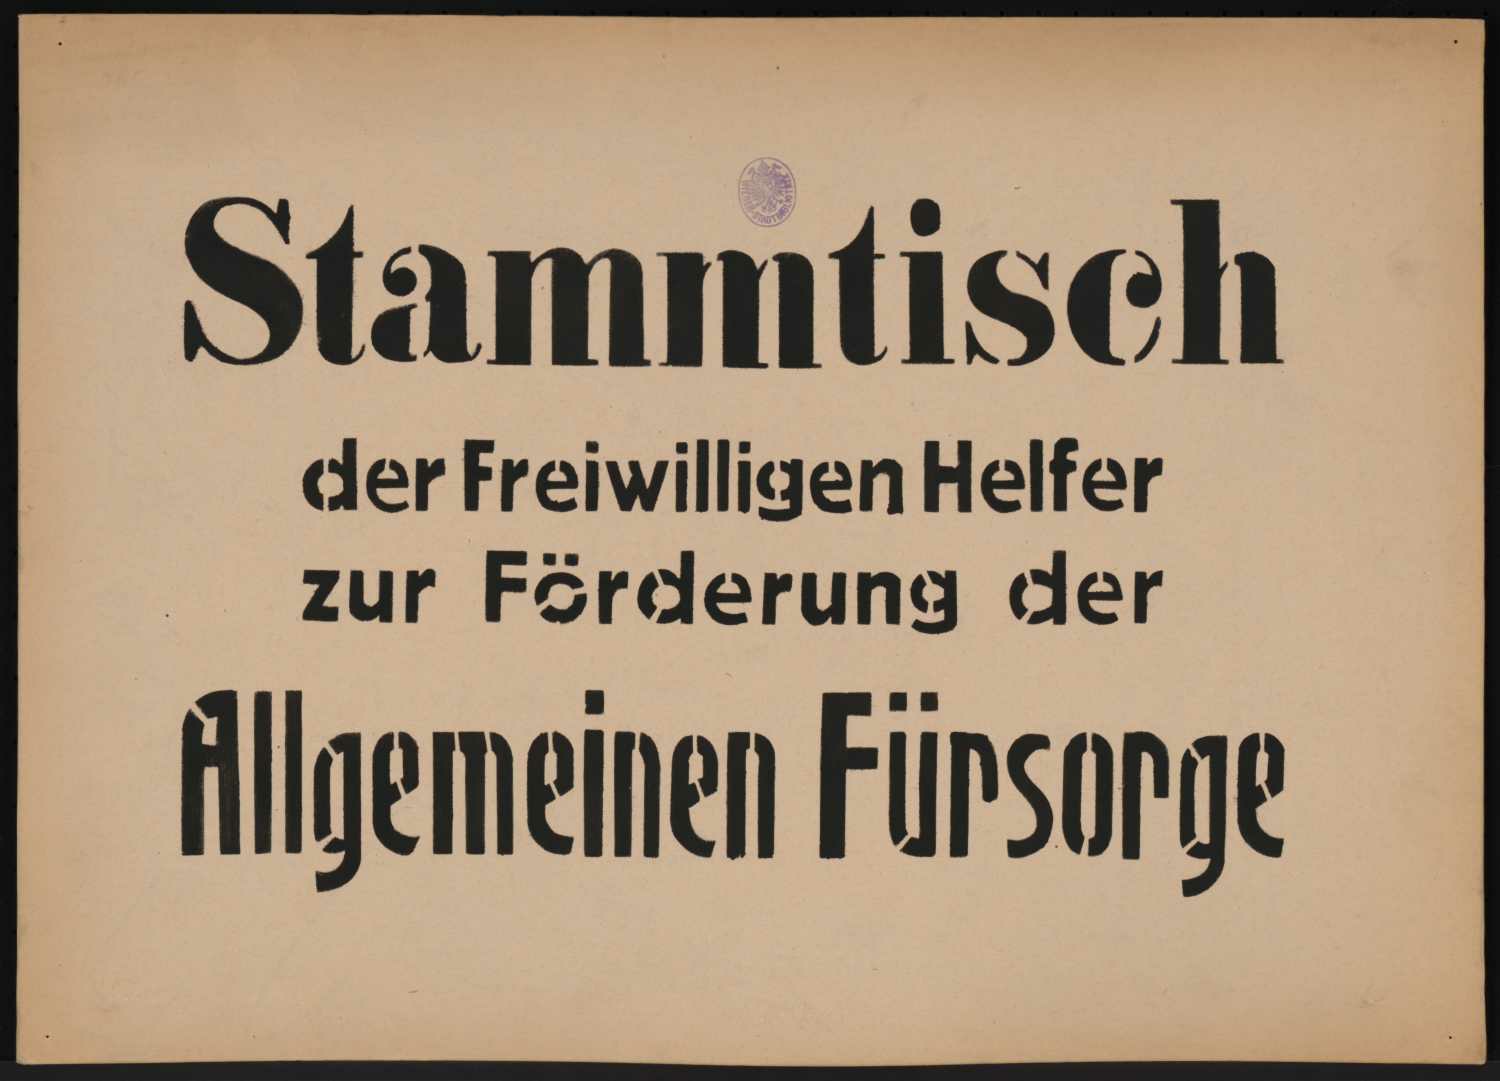 Stammtisch
der Freiwilligen Helfer
zur Förderung der
Allgemeinen Fürsorge